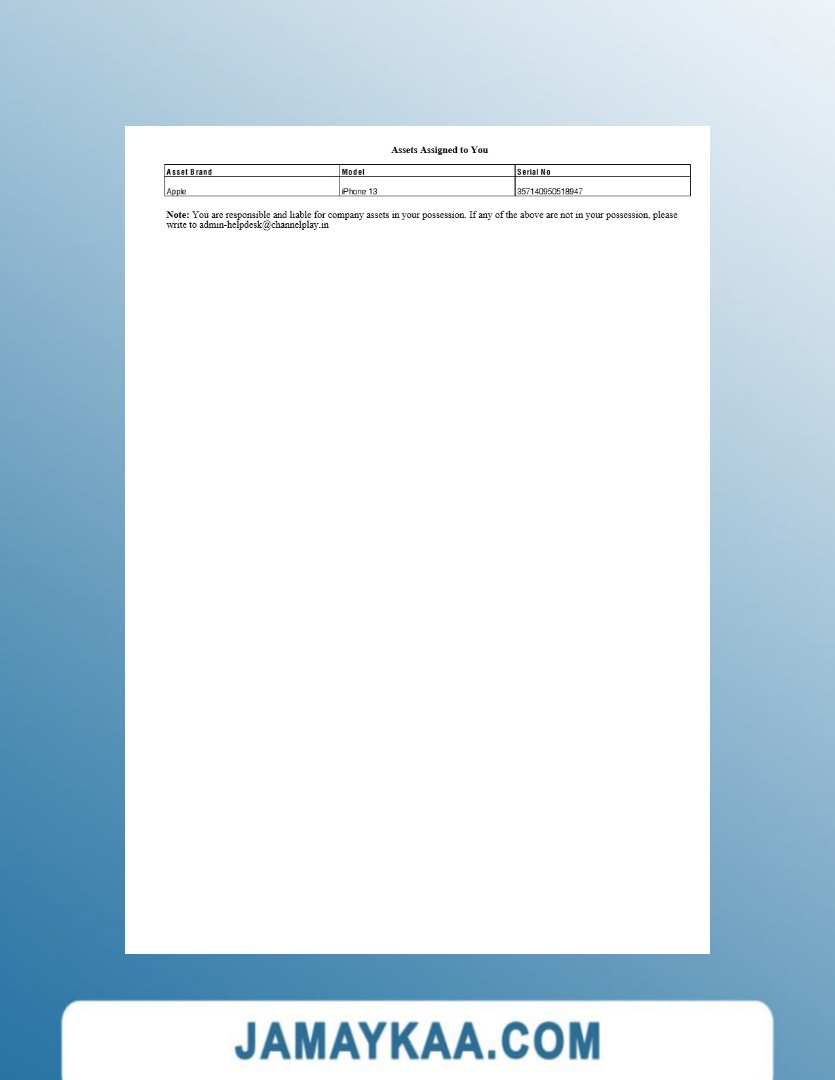 Assets Assigned to You
Asset Brand Model Serial No
Apple iPhone 13 357140950518947
Note: You are responsible and liable for company assets in your possession. If any of the above are not in your possession, please
write to admin-helpdesk@channelplay.in
JAMAYKAA.COM